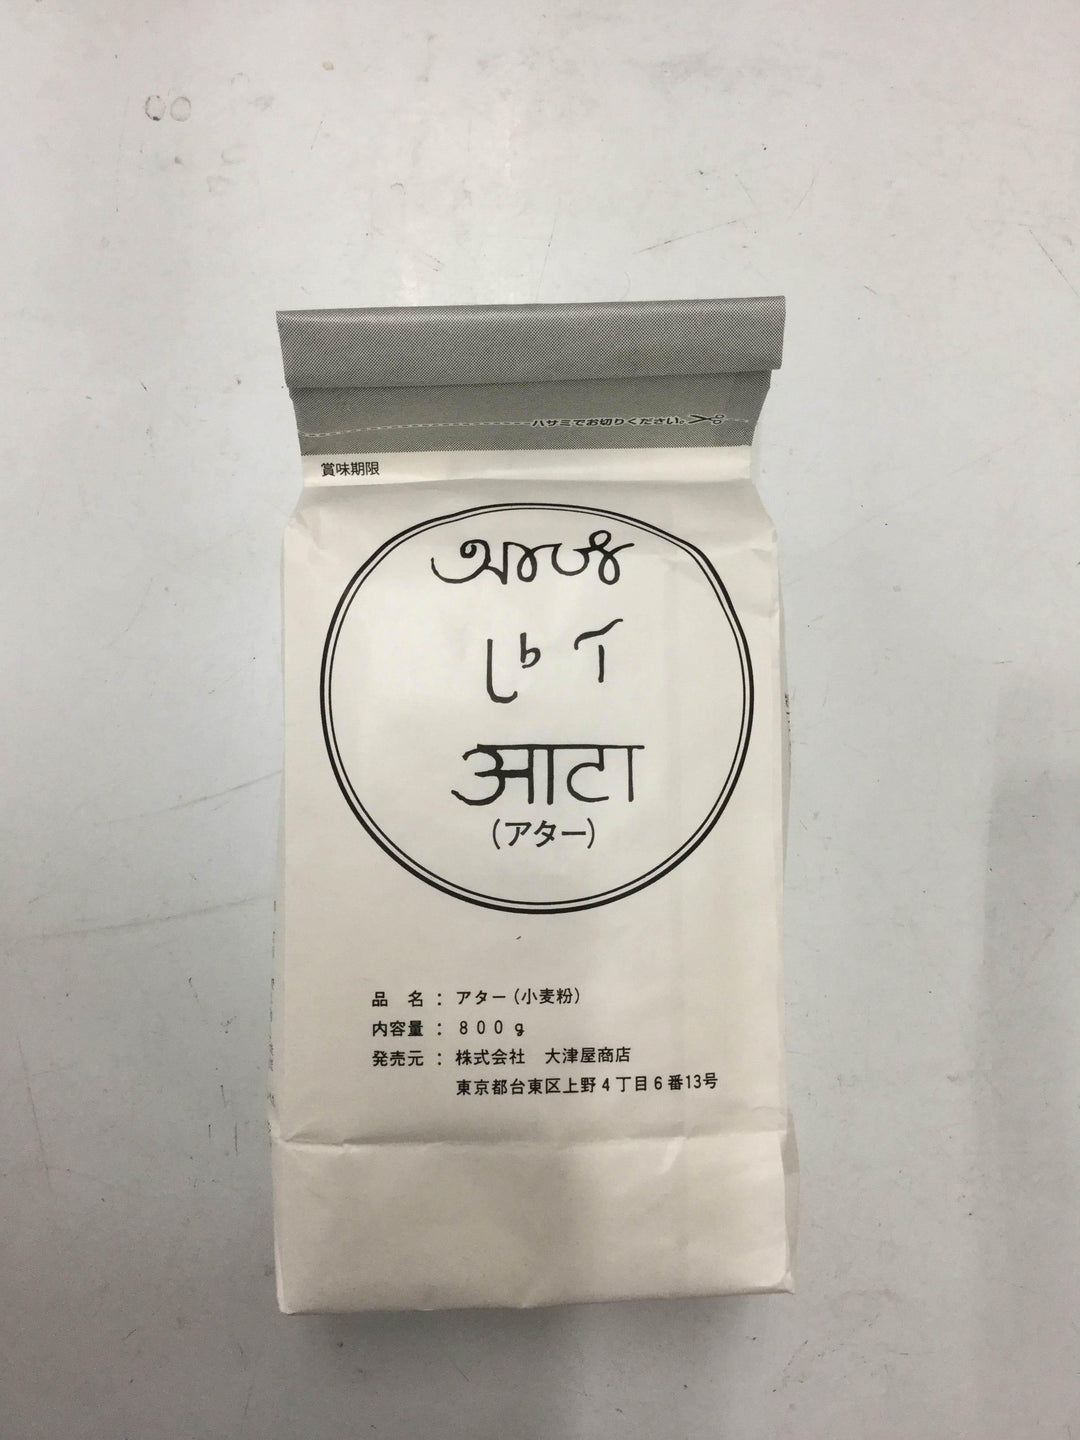 ハサミでお切りください。
賞味期限
आटा
(アター)
品 名 : アター(小麦粉)
内容量 : 800g
発売元 : 株式会社 大津屋商店
東京都台東区上野4丁目6番13号